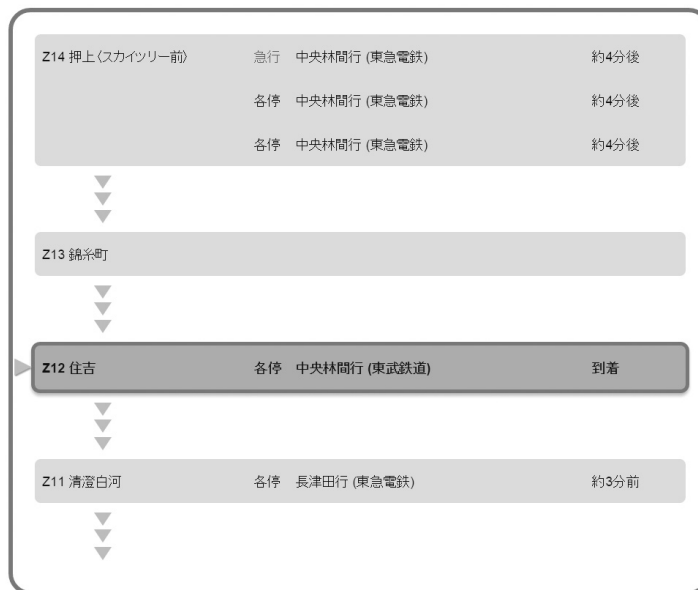 Z14 押上〈スカイツリー前〉 急行 中央林間行 (東急電鉄) 約4分後
各停 中央林間行 (東急電鉄) 約4分後
各停 中央林間行 (東急電鉄) 約4分後
Z13 錦糸町
Z12 住吉 各停 中央林間行 (東武鉄道) 到着
Z11 清澄白河 各停 長津田行 (東急電鉄) 約3分前